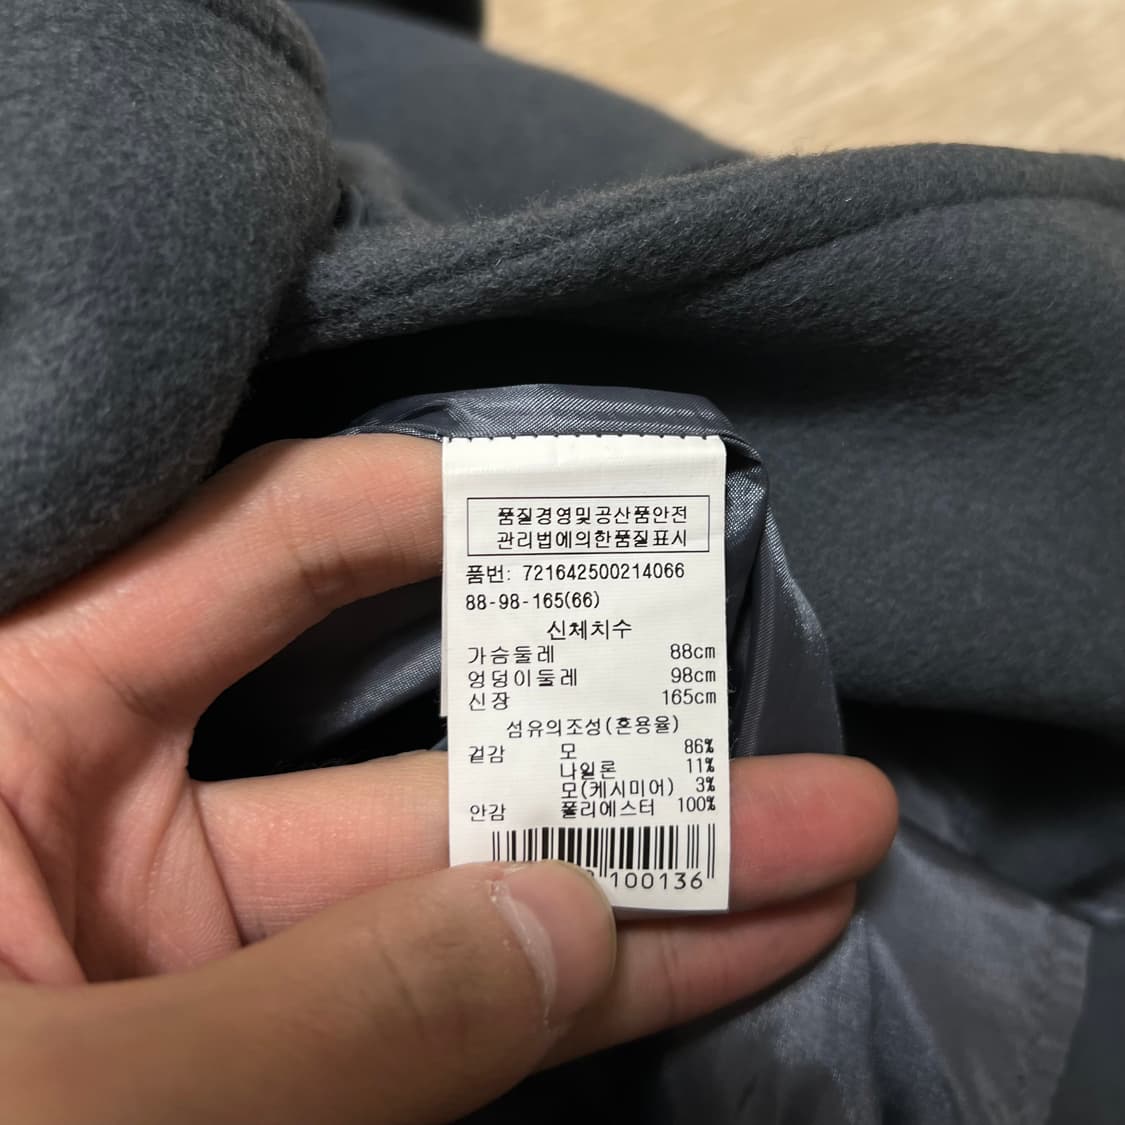 품질경영및공산품안전
관리법에의한품질표시
품번: 721642500214066
88-98-165(66)
신체치수
가슴둘레 88cm
엉덩이둘레 98cm
신장 165cm
섬유의조성(혼용율)
겉감 모 86%
나일론 11%
모(케시미어) 3%
안감 폴리에스터 100%
100136